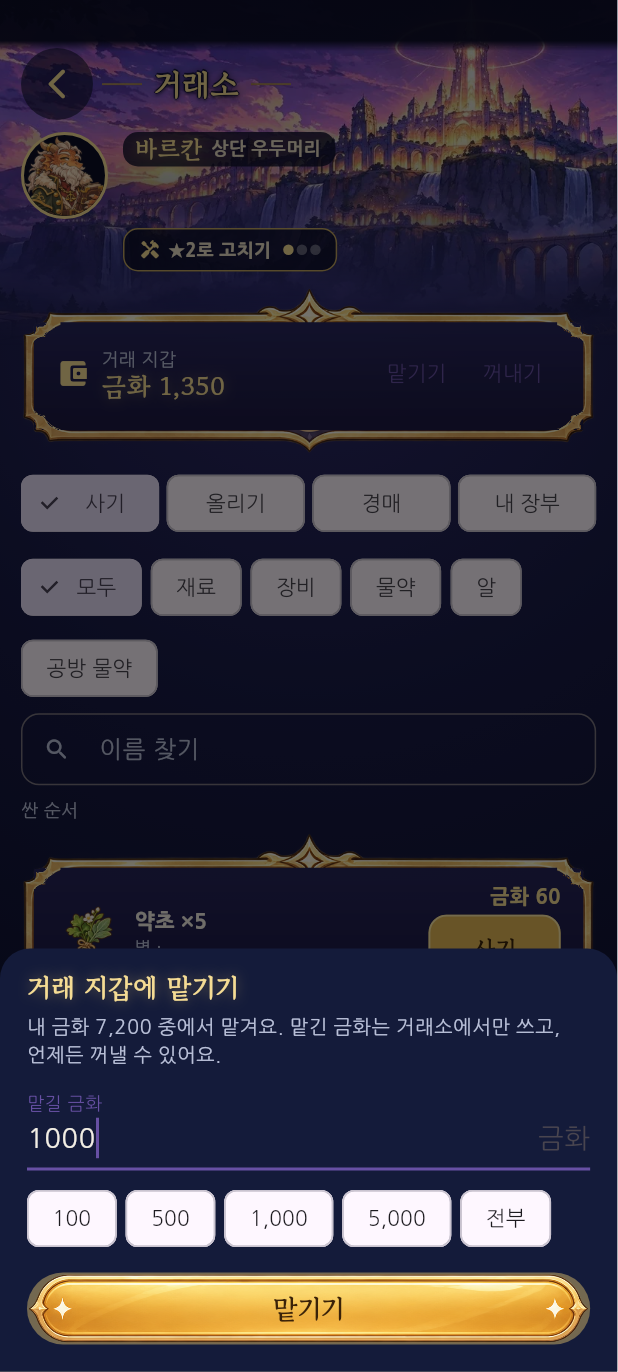 거래소
바르칸 상단 우두머리
★2로 고치기
거래 지갑
금화 1,350
맡기기 꺼내기
사기 올리기 경매 내 장부
모두 재료 장비 물약 알
공방 물약
이름 찾기
싼 순서
금화 60
약초 ×5
사기
거래 지갑에 맡기기
내 금화 7,200 중에서 맡겨요. 맡긴 금화는 거래소에서만 쓰고,
언제든 꺼낼 수 있어요.
맡길 금화
1000 금화
100 500 1,000 5,000 전부
맡기기